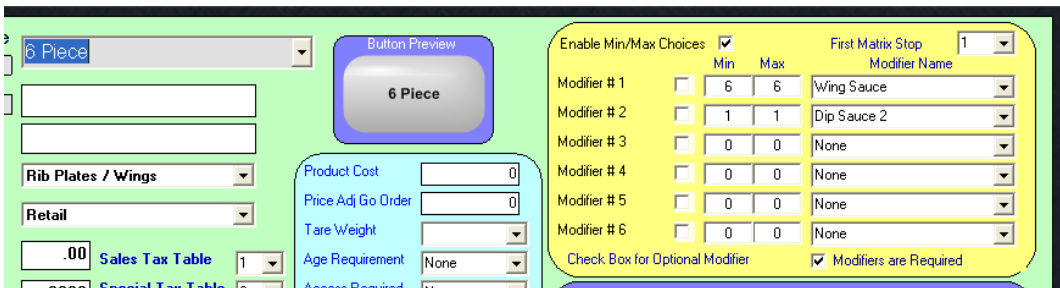 6 Piece
Button Preview
6 Piece
Enable Min/Max Choices
First Matrix Stop 1
Min Max Modifier Name
Modifier # 1 6 6 Wing Sauce
Modifier # 2 1 1 Dip Sauce 2
Modifier # 3 0 0 None
Modifier # 4 0 0 None
Modifier # 5 0 0 None
Modifier # 6 0 0 None
Check Box for Optional Modifier
Modifiers are Required
Rib Plates / Wings
Retail
.00 Sales Tax Table 1
Special Tax Table
Product Cost 0
Price Adj Go Order 0
Tare Weight
Age Requirement None
Access Required